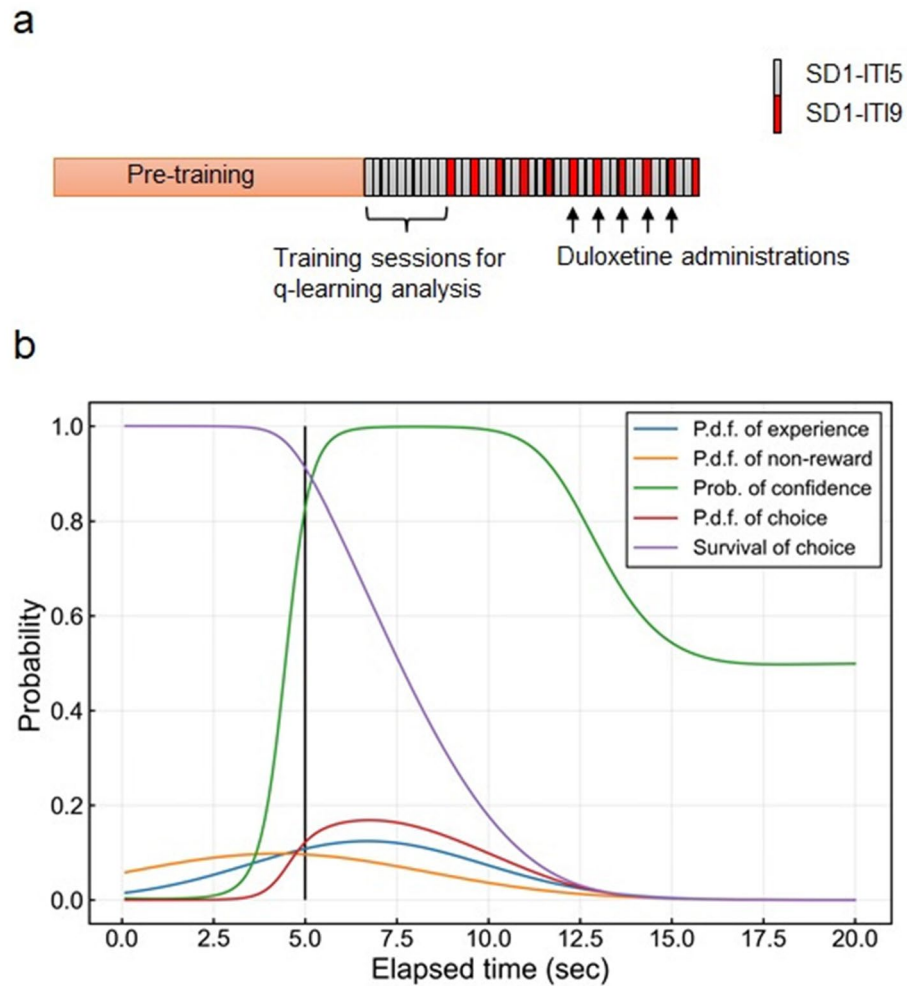 a
SD1-ITI5
SD1-ITI9
Pre-training
Training sessions for
q-learning analysis
Duloxetine administrations
b
P.d.f. of experience
P.d.f. of non-reward
Prob. of confidence
P.d.f. of choice
Survival of choice
Probability
1.0
0.8
0.6
0.4
0.2
0.0
0.0 2.5 5.0 7.5 10.0 12.5 15.0 17.5 20.0
Elapsed time (sec)